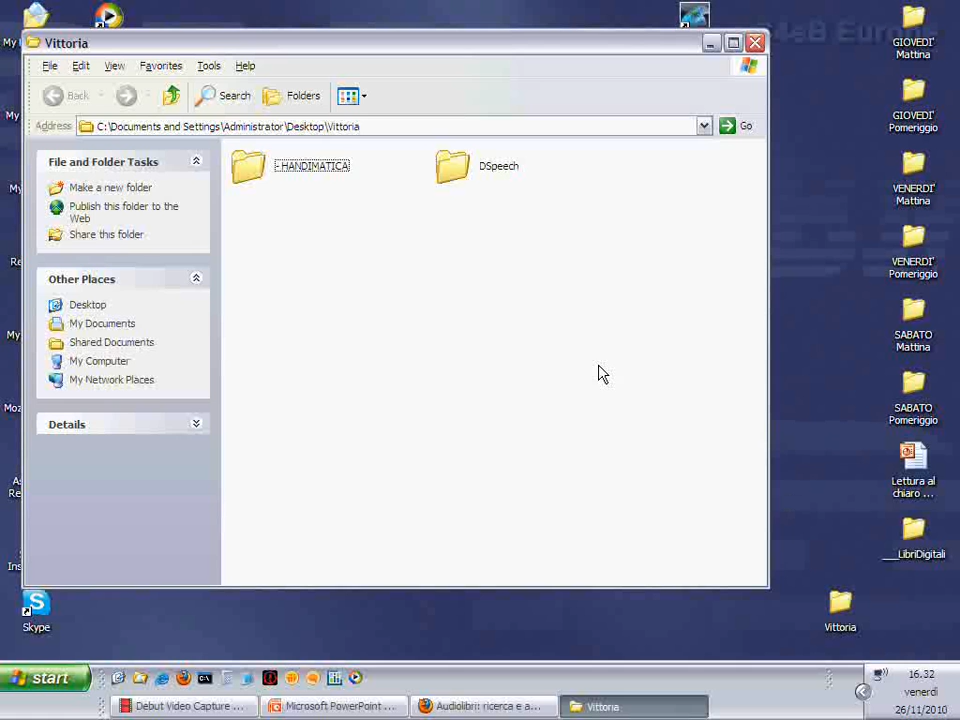 Vittoria
File Edit View Favorites Tools Help
Back Search Folders
Address C:\Documents and Settings\Administrator\Desktop\Vittoria Go
File and Folder Tasks
Make a new folder
Publish this folder to the
Web
Share this folder
Other Places
Desktop
My Documents
Shared Documents
My Computer
My Network Places
Details
- HANDIMATICA
DSpeech
GIOVEDI'
Mattina
GIOVEDI'
Pomeriggio
VENERDI'
Mattina
VENERDI'
Pomeriggio
SABATO
Mattina
SABATO
Pomeriggio
Lettura al
chiaro ...
___LibriDigitali
Vittoria
Skype
start
Debut Video Capture ...
Microsoft PowerPoint ...
Audiolibri: ricerca e a...
Vittoria
16.32
venerdì
26/11/2010